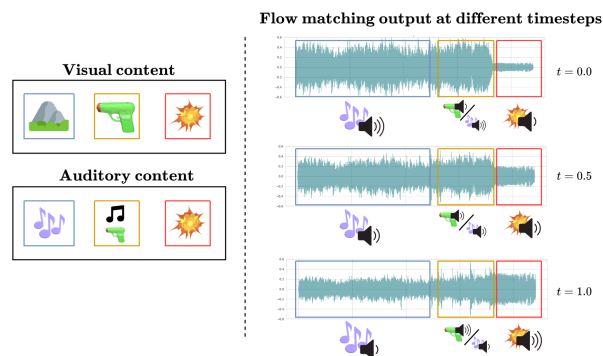 Flow matching output at different timesteps
Visual content
Auditory content
t = 0.0
t = 0.5
t = 1.0